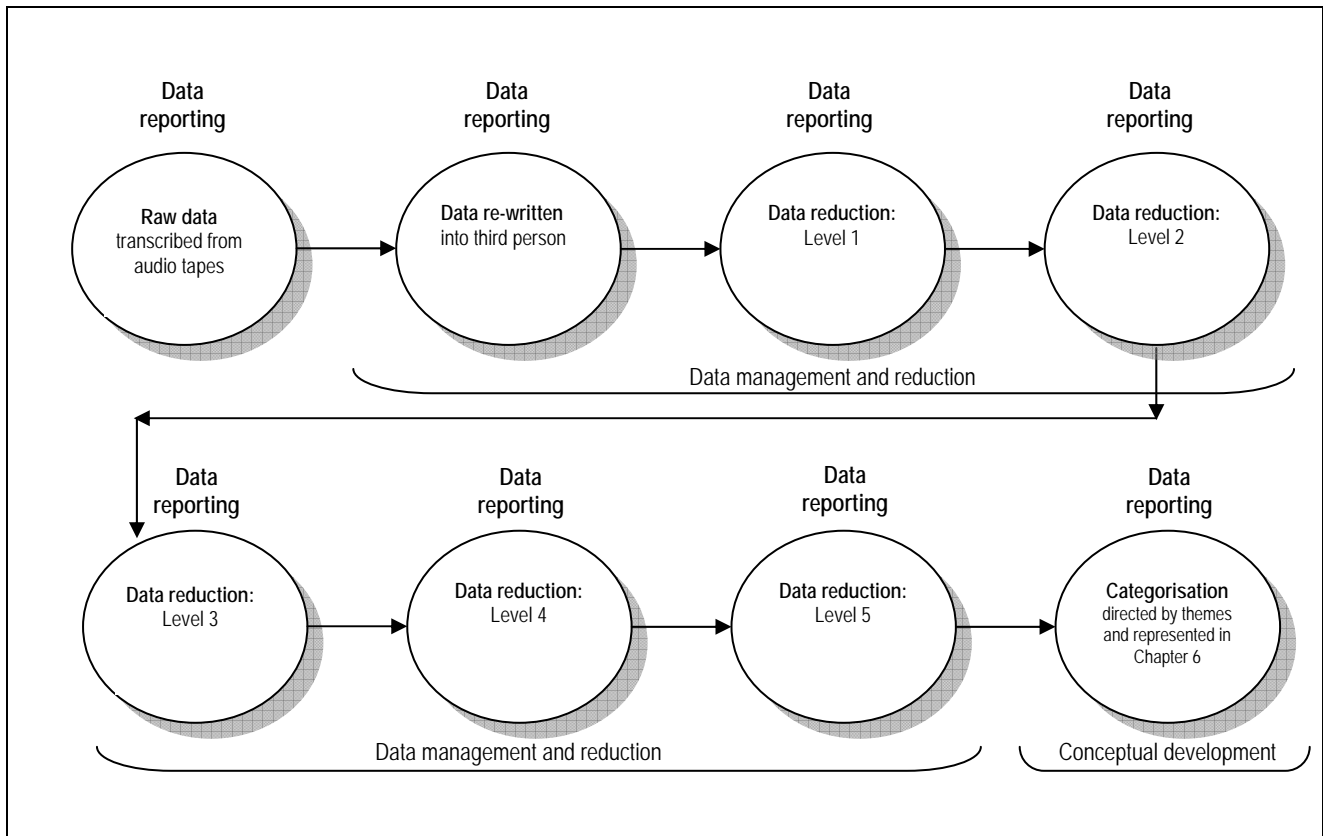 Data
reporting
Data
reporting
Data
reporting
Data
reporting
Raw data
transcribed from
audio tapes
Data re-written
into third person
Data reduction:
Level 1
Data reduction:
Level 2
Data management and reduction
Data
reporting
Data
reporting
Data
reporting
Data
reporting
Data reduction:
Level 3
Data reduction:
Level 4
Data reduction:
Level 5
Categorisation
directed by themes
and represented in
Chapter 6
Data management and reduction
Conceptual development